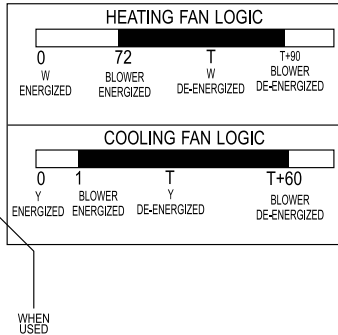 HEATING FAN LOGIC
0 72 T T+90
W BLOWER W BLOWER
ENERGIZED ENERGIZED DE-ENERGIZED DE-ENERGIZED
COOLING FAN LOGIC
0 1 T T+60
Y BLOWER Y BLOWER
ENERGIZED ENERGIZED DE-ENERGIZED DE-ENERGIZED
WHEN
USED